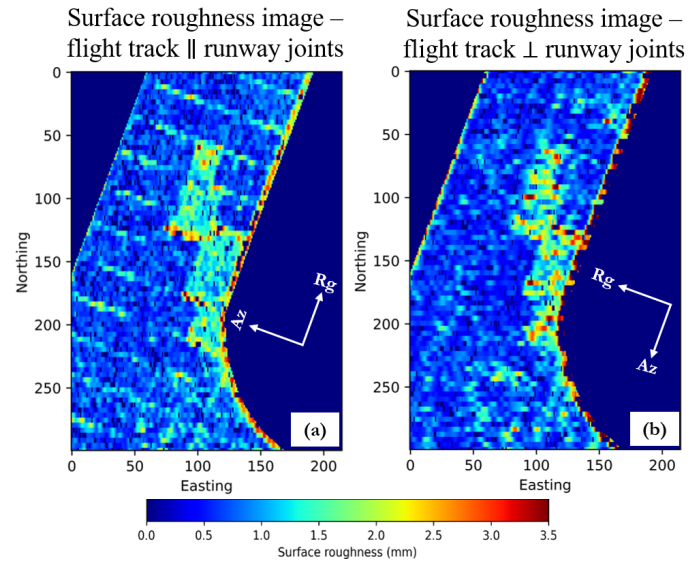 Surface roughness image –
flight track ∥ runway joints
Surface roughness image –
flight track ⊥ runway joints
0
50
100
150
200
250
Northing
0
50
100
150
200
Easting
Rg
Az
(a)
0
50
100
150
200
250
Northing
0
50
100
150
200
Easting
Rg
Az
(b)
0.0
0.5
1.0
1.5
2.0
2.5
3.0
3.5
Surface roughness (mm)